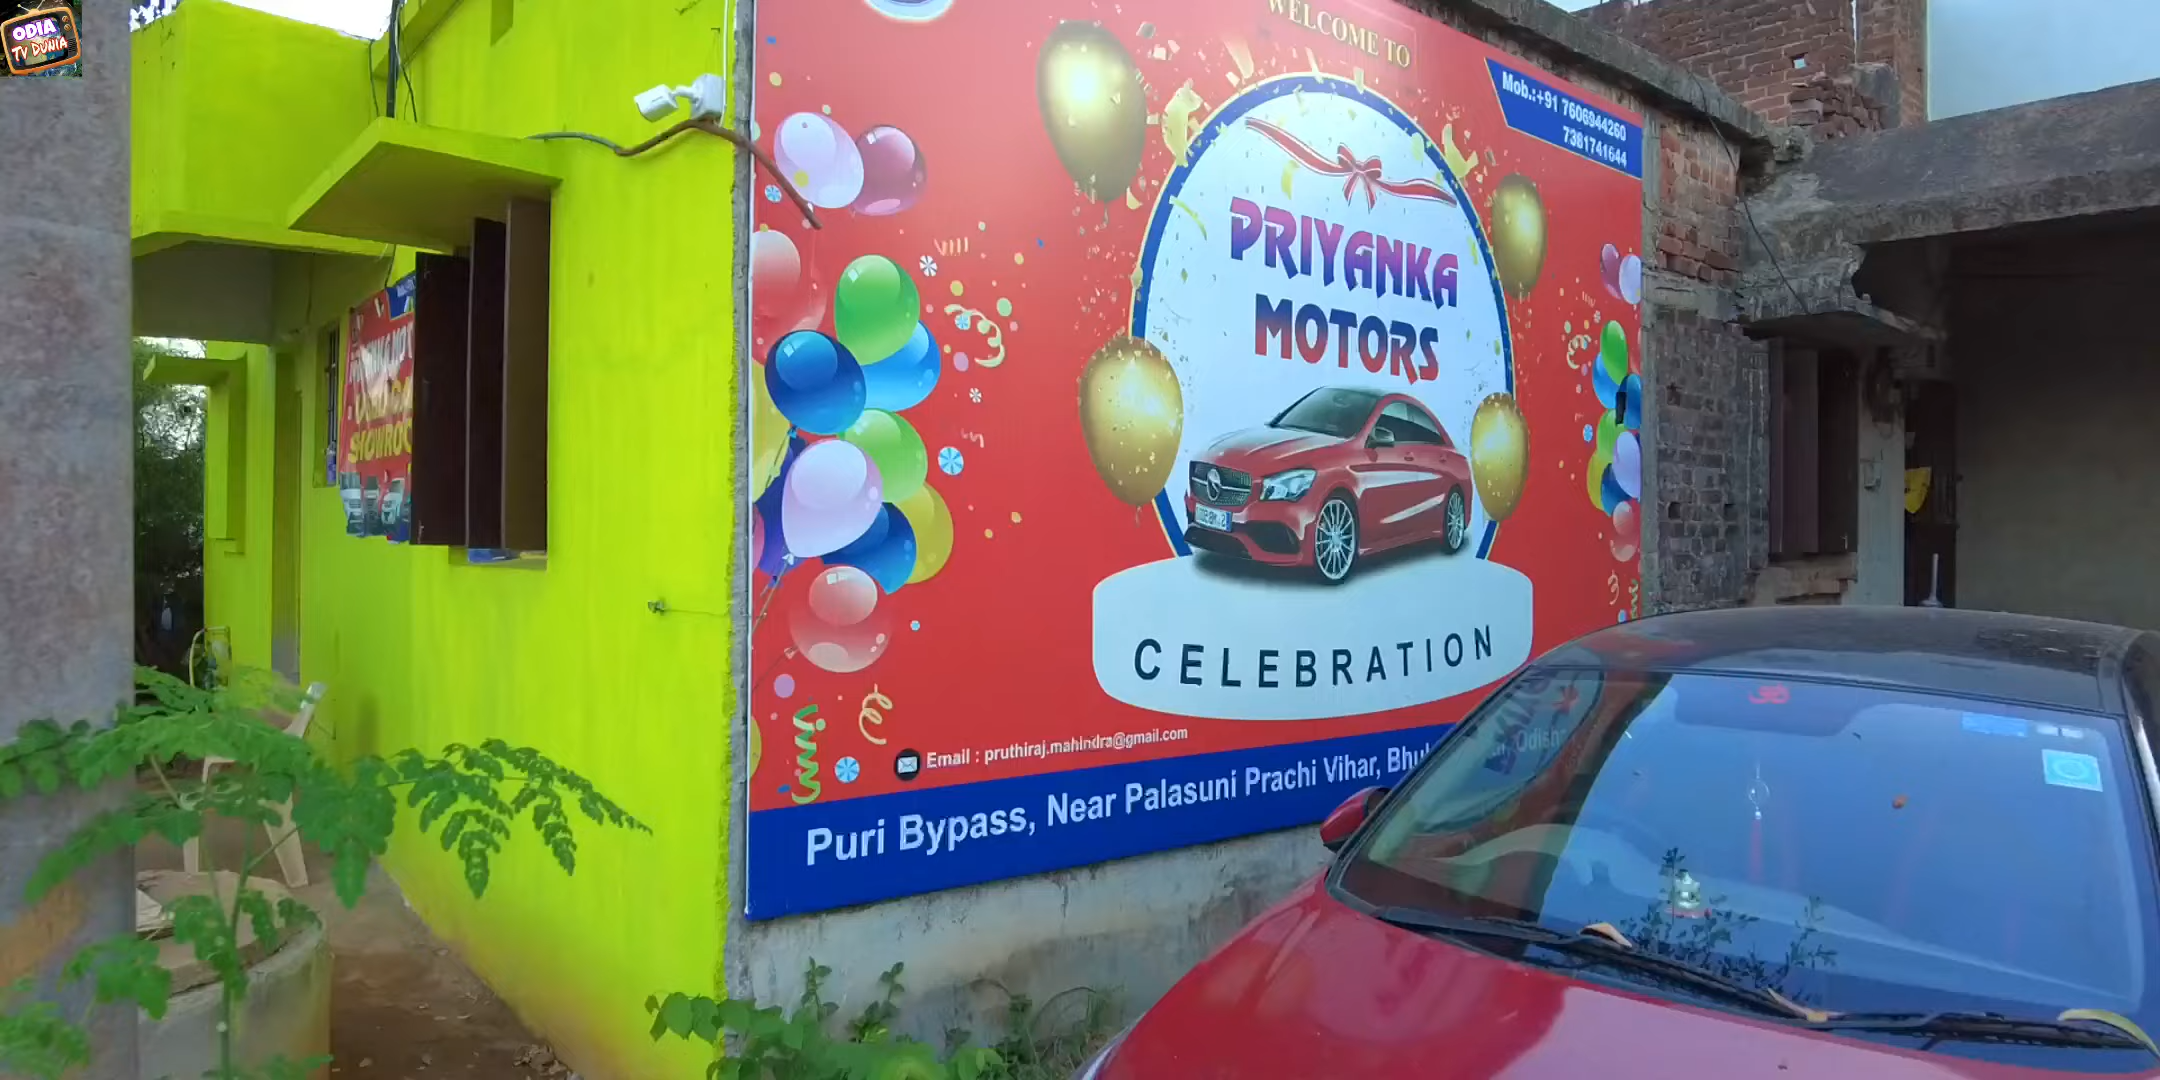 ODIA
TV DUNIA
WELCOME TO
Mob.:+91 7606944260
7381741644
PRIYANKA
MOTORS
CELEBRATION
Email : pruthiraj.mahindra@gmail.com
Puri Bypass, Near Palasuni Prachi Vihar,
Odisha